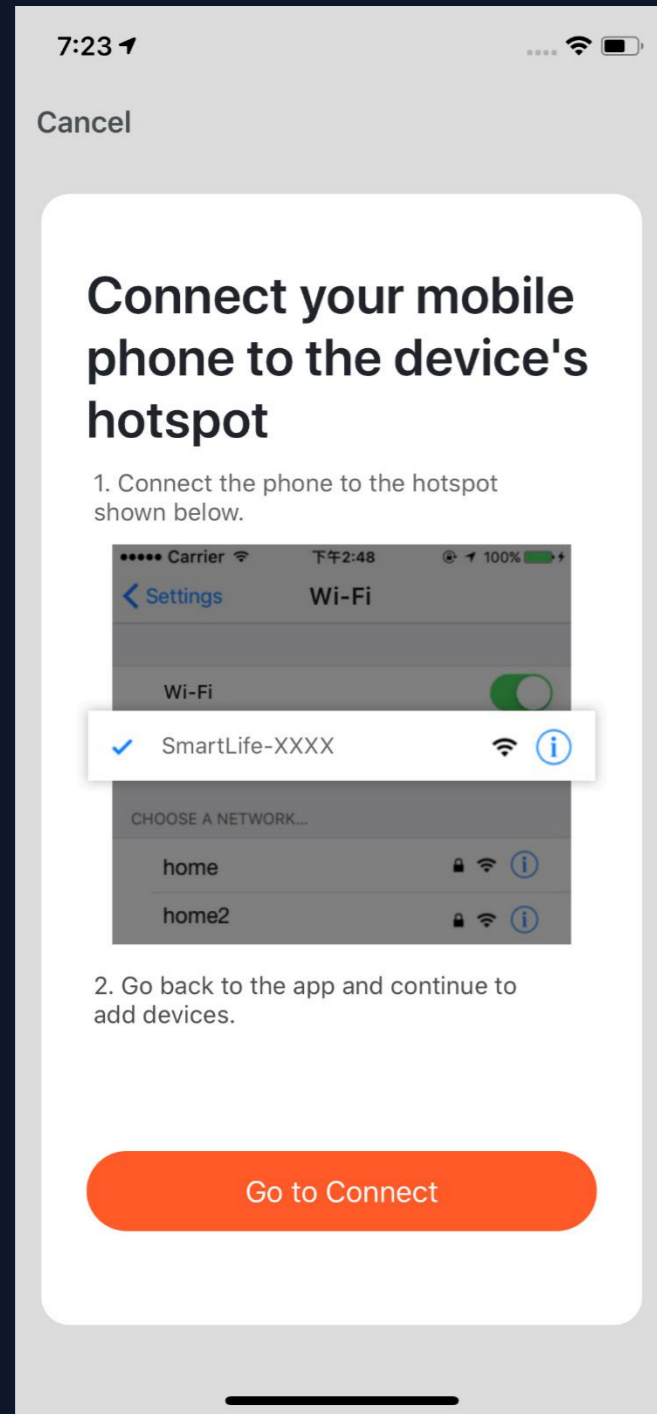 7:23
Cancel
Connect your mobile
phone to the device's
hotspot
1. Connect the phone to the hotspot
shown below.
Carrier 下午2:48 100%
Settings Wi-Fi
Wi-Fi
SmartLife-XXXX
CHOOSE A NETWORK...
home
home2
2. Go back to the app and continue to
add devices.
Go to Connect